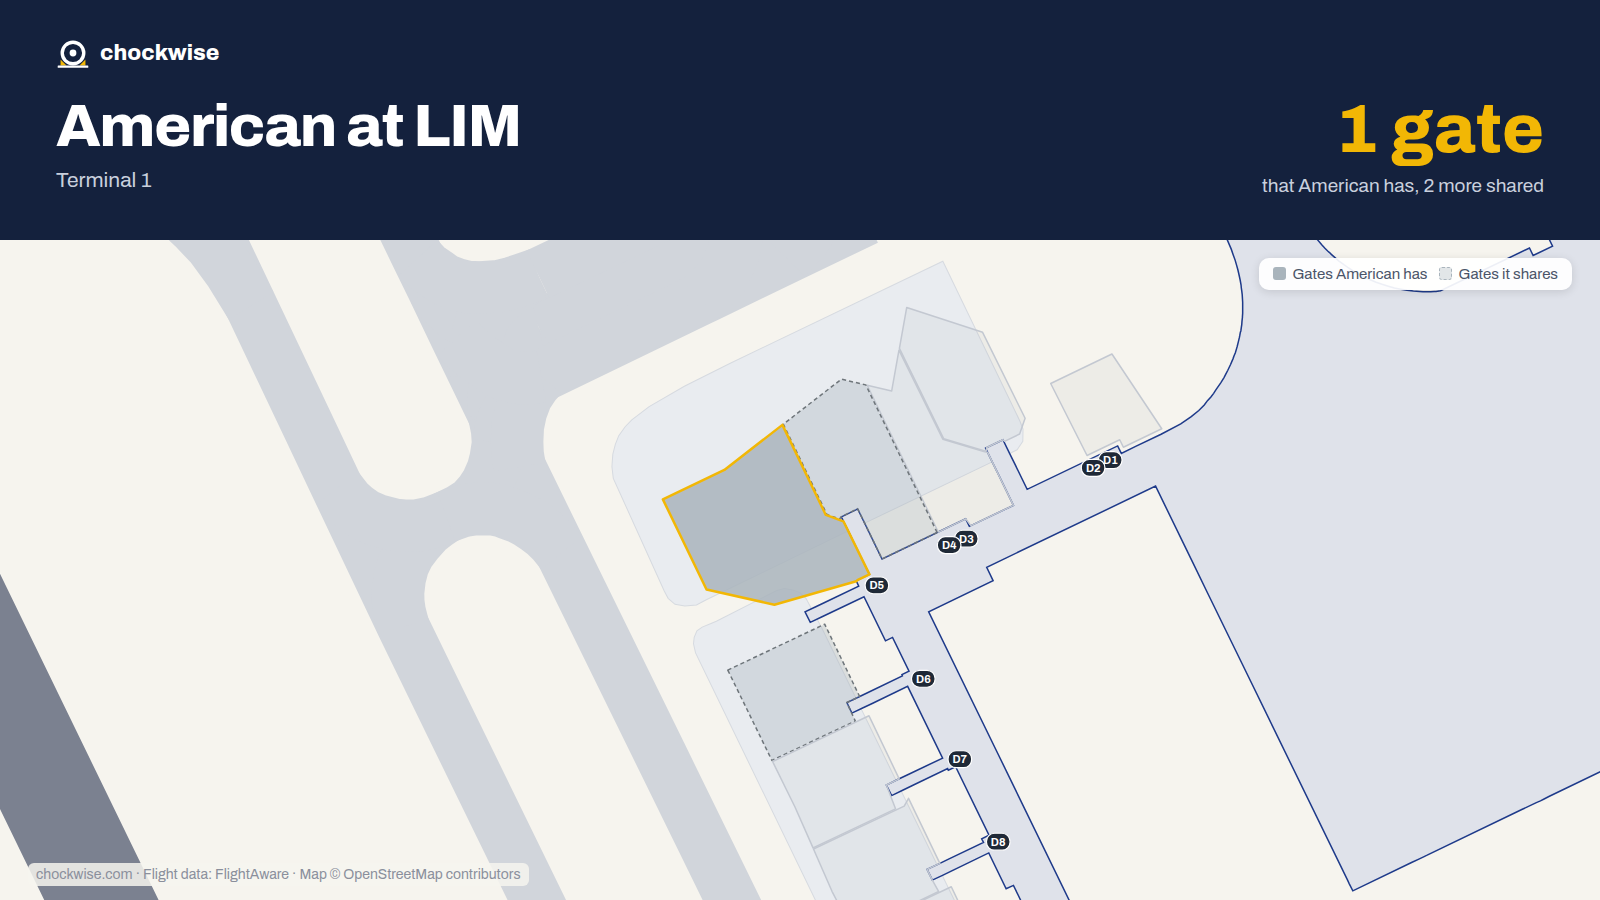 chockwise
American at LIM
Terminal 1
1 gate
that American has, 2 more shared
Gates American has
Gates it shares
D1
D2
D3
D4
D5
D6
D7
D8
chockwise.com · Flight data: FlightAware · Map © OpenStreetMap contributors